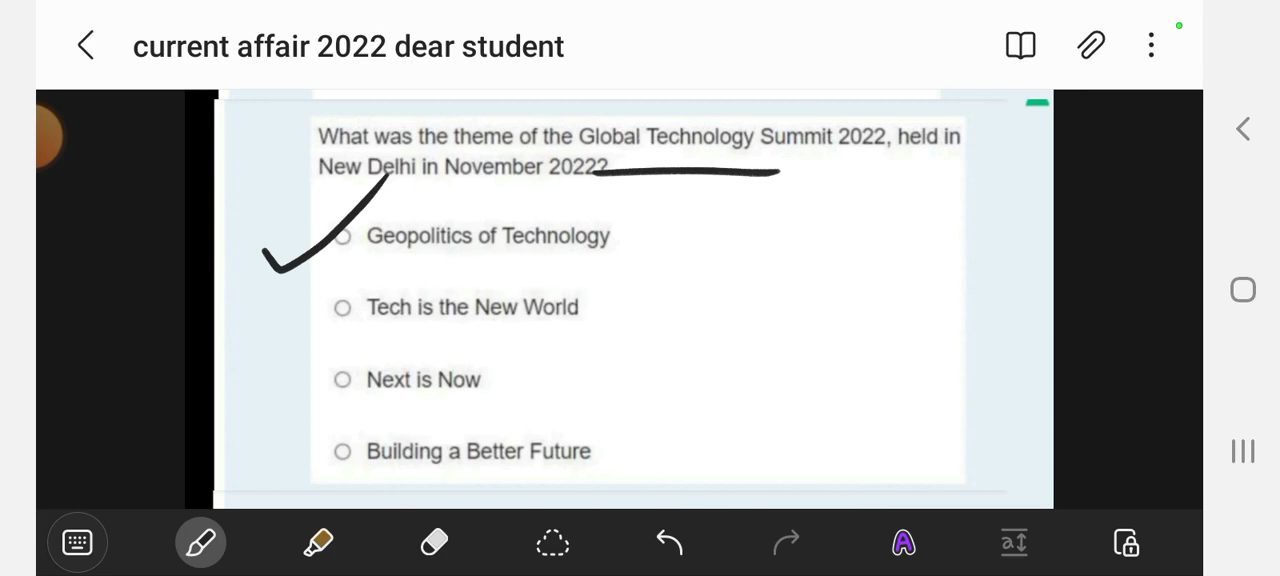 current affair 2022 dear student
What was the theme of the Global Technology Summit 2022, held in
New Delhi in November 2022?
Geopolitics of Technology
Tech is the New World
Next is Now
Building a Better Future
A
a